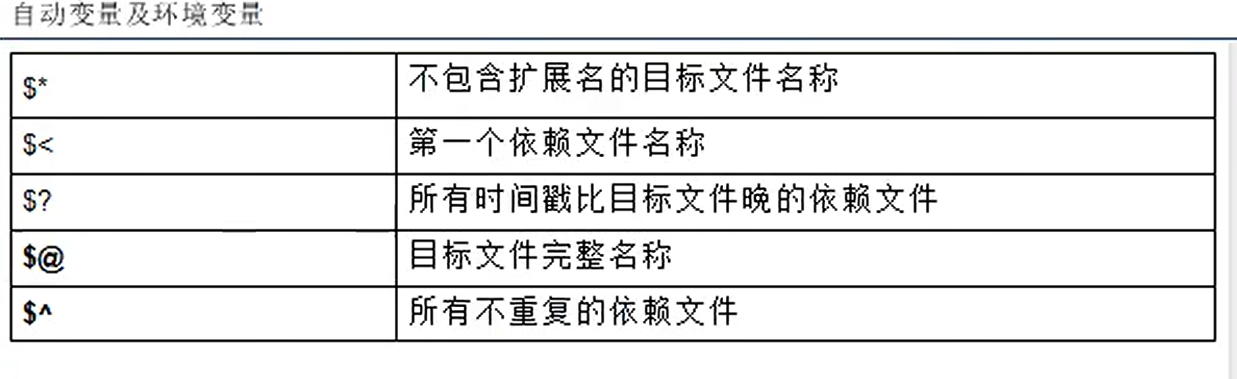 自动变量及环境变量
$* 不包含扩展名的目标文件名称
$< 第一个依赖文件名称
$? 所有时间戳比目标文件晚的依赖文件
$@ 目标文件完整名称
$^ 所有不重复的依赖文件